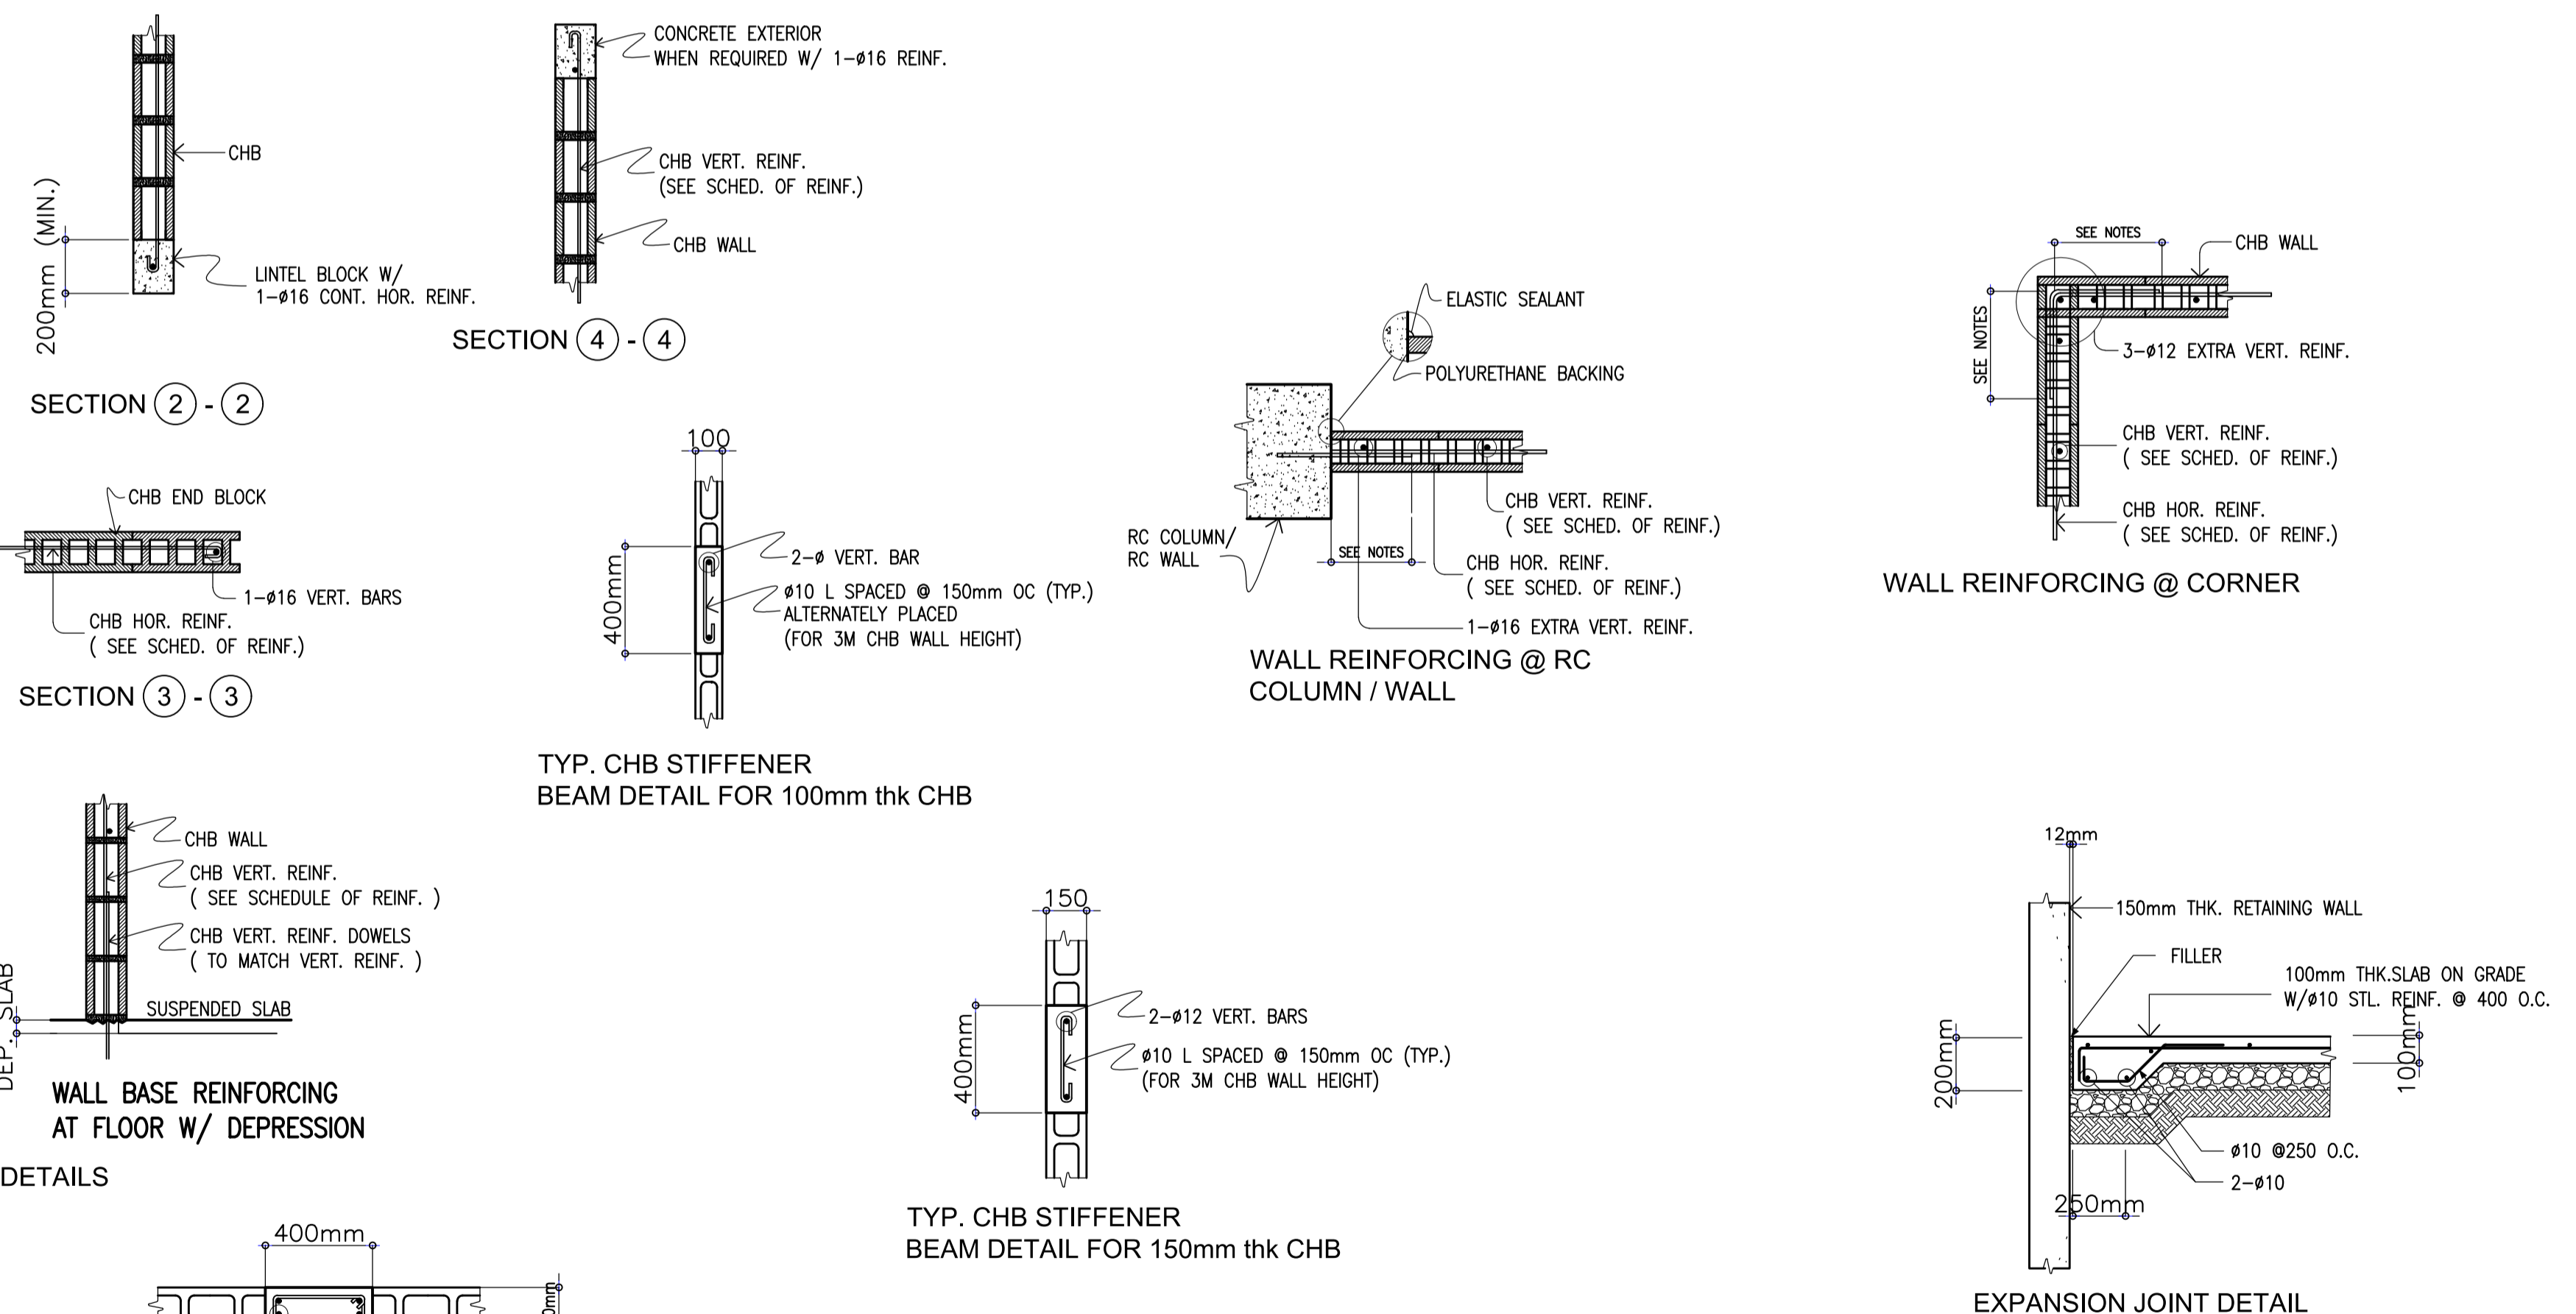 CHB
200mm (MIN.)
LINTEL BLOCK W/
1-ø16 CONT. HOR. REINF.
SECTION 2 - 2
CONCRETE EXTERIOR
WHEN REQUIRED W/ 1-ø16 REINF.
CHB VERT. REINF.
(SEE SCHED. OF REINF.)
CHB WALL
SECTION 4 - 4
CHB END BLOCK
1-ø16 VERT. BARS
CHB HOR. REINF.
( SEE SCHED. OF REINF.)
SECTION 3 - 3
100
400mm
2-ø VERT. BAR
ø10 L SPACED @ 150mm OC (TYP.)
ALTERNATELY PLACED
(FOR 3M CHB WALL HEIGHT)
TYP. CHB STIFFENER
BEAM DETAIL FOR 100mm thk CHB
ELASTIC SEALANT
POLYURETHANE BACKING
RC COLUMN/
RC WALL
SEE NOTES
CHB VERT. REINF.
( SEE SCHED. OF REINF.)
CHB HOR. REINF.
( SEE SCHED. OF REINF.)
1-ø16 EXTRA VERT. REINF.
WALL REINFORCING @ RC
COLUMN / WALL
SEE NOTES
CHB WALL
SEE NOTES
3-ø12 EXTRA VERT. REINF.
CHB VERT. REINF.
( SEE SCHED. OF REINF.)
CHB HOR. REINF.
( SEE SCHED. OF REINF.)
WALL REINFORCING @ CORNER
CHB WALL
CHB VERT. REINF.
( SEE SCHEDULE OF REINF. )
CHB VERT. REINF. DOWELS
( TO MATCH VERT. REINF. )
SUSPENDED SLAB
DEP. SLAB
WALL BASE REINFORCING
AT FLOOR W/ DEPRESSION
DETAILS
150
400mm
2-ø12 VERT. BARS
ø10 L SPACED @ 150mm OC (TYP.)
(FOR 3M CHB WALL HEIGHT)
TYP. CHB STIFFENER
BEAM DETAIL FOR 150mm thk CHB
12mm
150mm THK. RETAINING WALL
FILLER
100mm THK.SLAB ON GRADE
W/ø10 STL. REINF. @ 400 O.C.
200mm
100mm
ø10 @250 O.C.
2-ø10
250mm
EXPANSION JOINT DETAIL
400mm